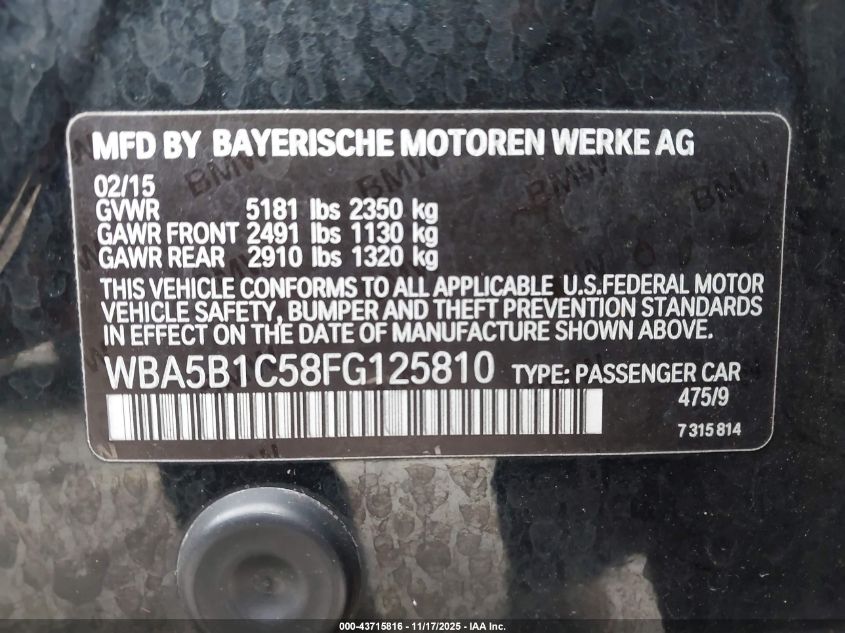 MFD BY BAYERISCHE MOTOREN WERKE AG
02/15
GVWR 5181 lbs 2350 kg
GAWR FRONT 2491 lbs 1130 kg
GAWR REAR 2910 lbs 1320 kg
THIS VEHICLE CONFORMS TO ALL APPLICABLE U.S.FEDERAL MOTOR
VEHICLE SAFETY, BUMPER AND THEFT PREVENTION STANDARDS
IN EFFECT ON THE DATE OF MANUFACTURE SHOWN ABOVE.
WBA5B1C58FG125810 TYPE: PASSENGER CAR
475/9
7 315 814
000-43715816 - 11/17/2025 - IAA Inc.